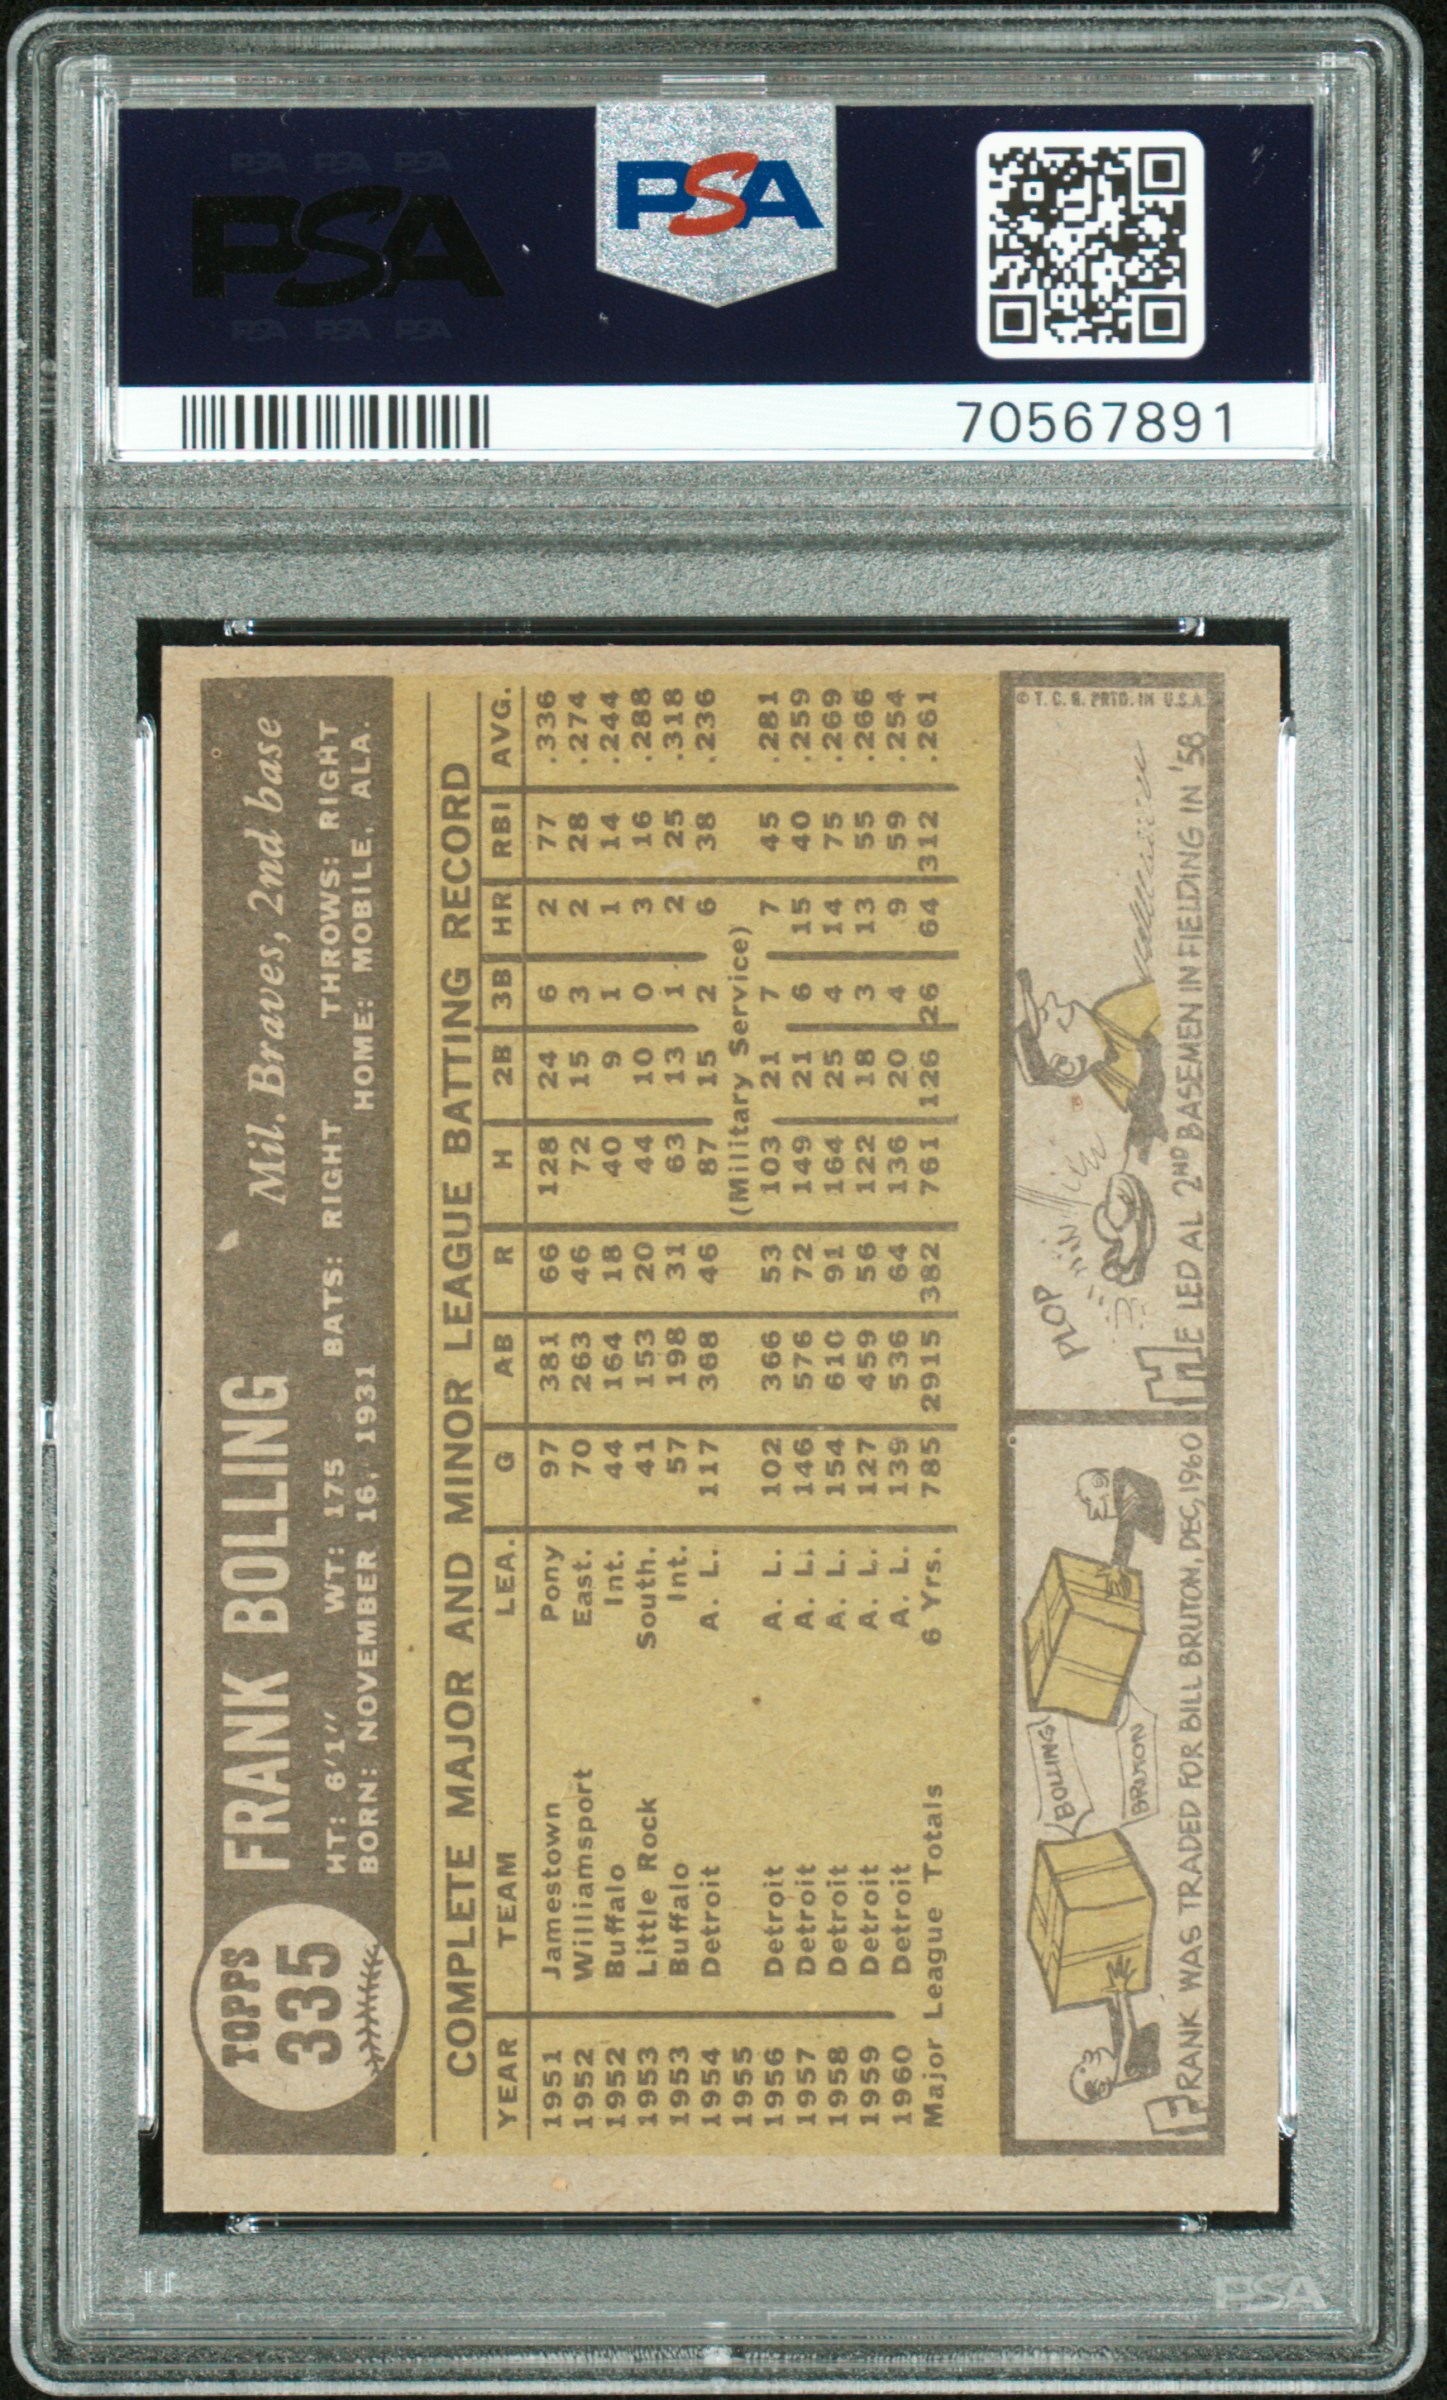 PSA PSA PSA
PSA
PSA PSA PSA
PSA
70567891
TOPPS
335
FRANK BOLLING Mil. Braves, 2nd base
HT: 6'1" WT: 175 BATS: RIGHT THROWS: RIGHT
BORN: NOVEMBER 16, 1931 HOME: MOBILE, ALA.
COMPLETE MAJOR AND MINOR LEAGUE BATTING RECORD
YEAR TEAM LEA. G AB R H 2B 3B HR RBI AVG.
1951 Jamestown Pony 97 381 66 128 24 6 2 77 .336
1952 Williamsport East. 70 263 46 72 15 3 2 28 .274
1952 Buffalo Int. 44 164 18 40 9 1 1 14 .244
1953 Little Rock South. 41 153 20 44 10 0 3 16 .288
1953 Buffalo Int. 57 198 31 63 13 1 2 25 .318
1954 Detroit A. L. 117 368 46 87 15 2 6 38 .236
1955 (Military Service)
1956 Detroit A. L. 102 366 53 103 21 7 7 45 .281
1957 Detroit A. L. 146 576 72 149 21 6 15 40 .259
1958 Detroit A. L. 154 610 91 164 25 4 14 75 .269
1959 Detroit A. L. 127 459 56 122 18 3 13 55 .266
1960 Detroit A. L. 139 536 64 136 20 4 9 59 .254
Major League Totals 6 Yrs. 785 2915 382 761 126 26 64 312 .261
BOLLING
BRUTON
FRANK WAS TRADED FOR BILL BRUTON, DEC, 1960
PLOP
HE LED AL 2ND BASEMEN IN FIELDING IN '58
© T. C. G. PRTD. IN U.S.A.
PSA